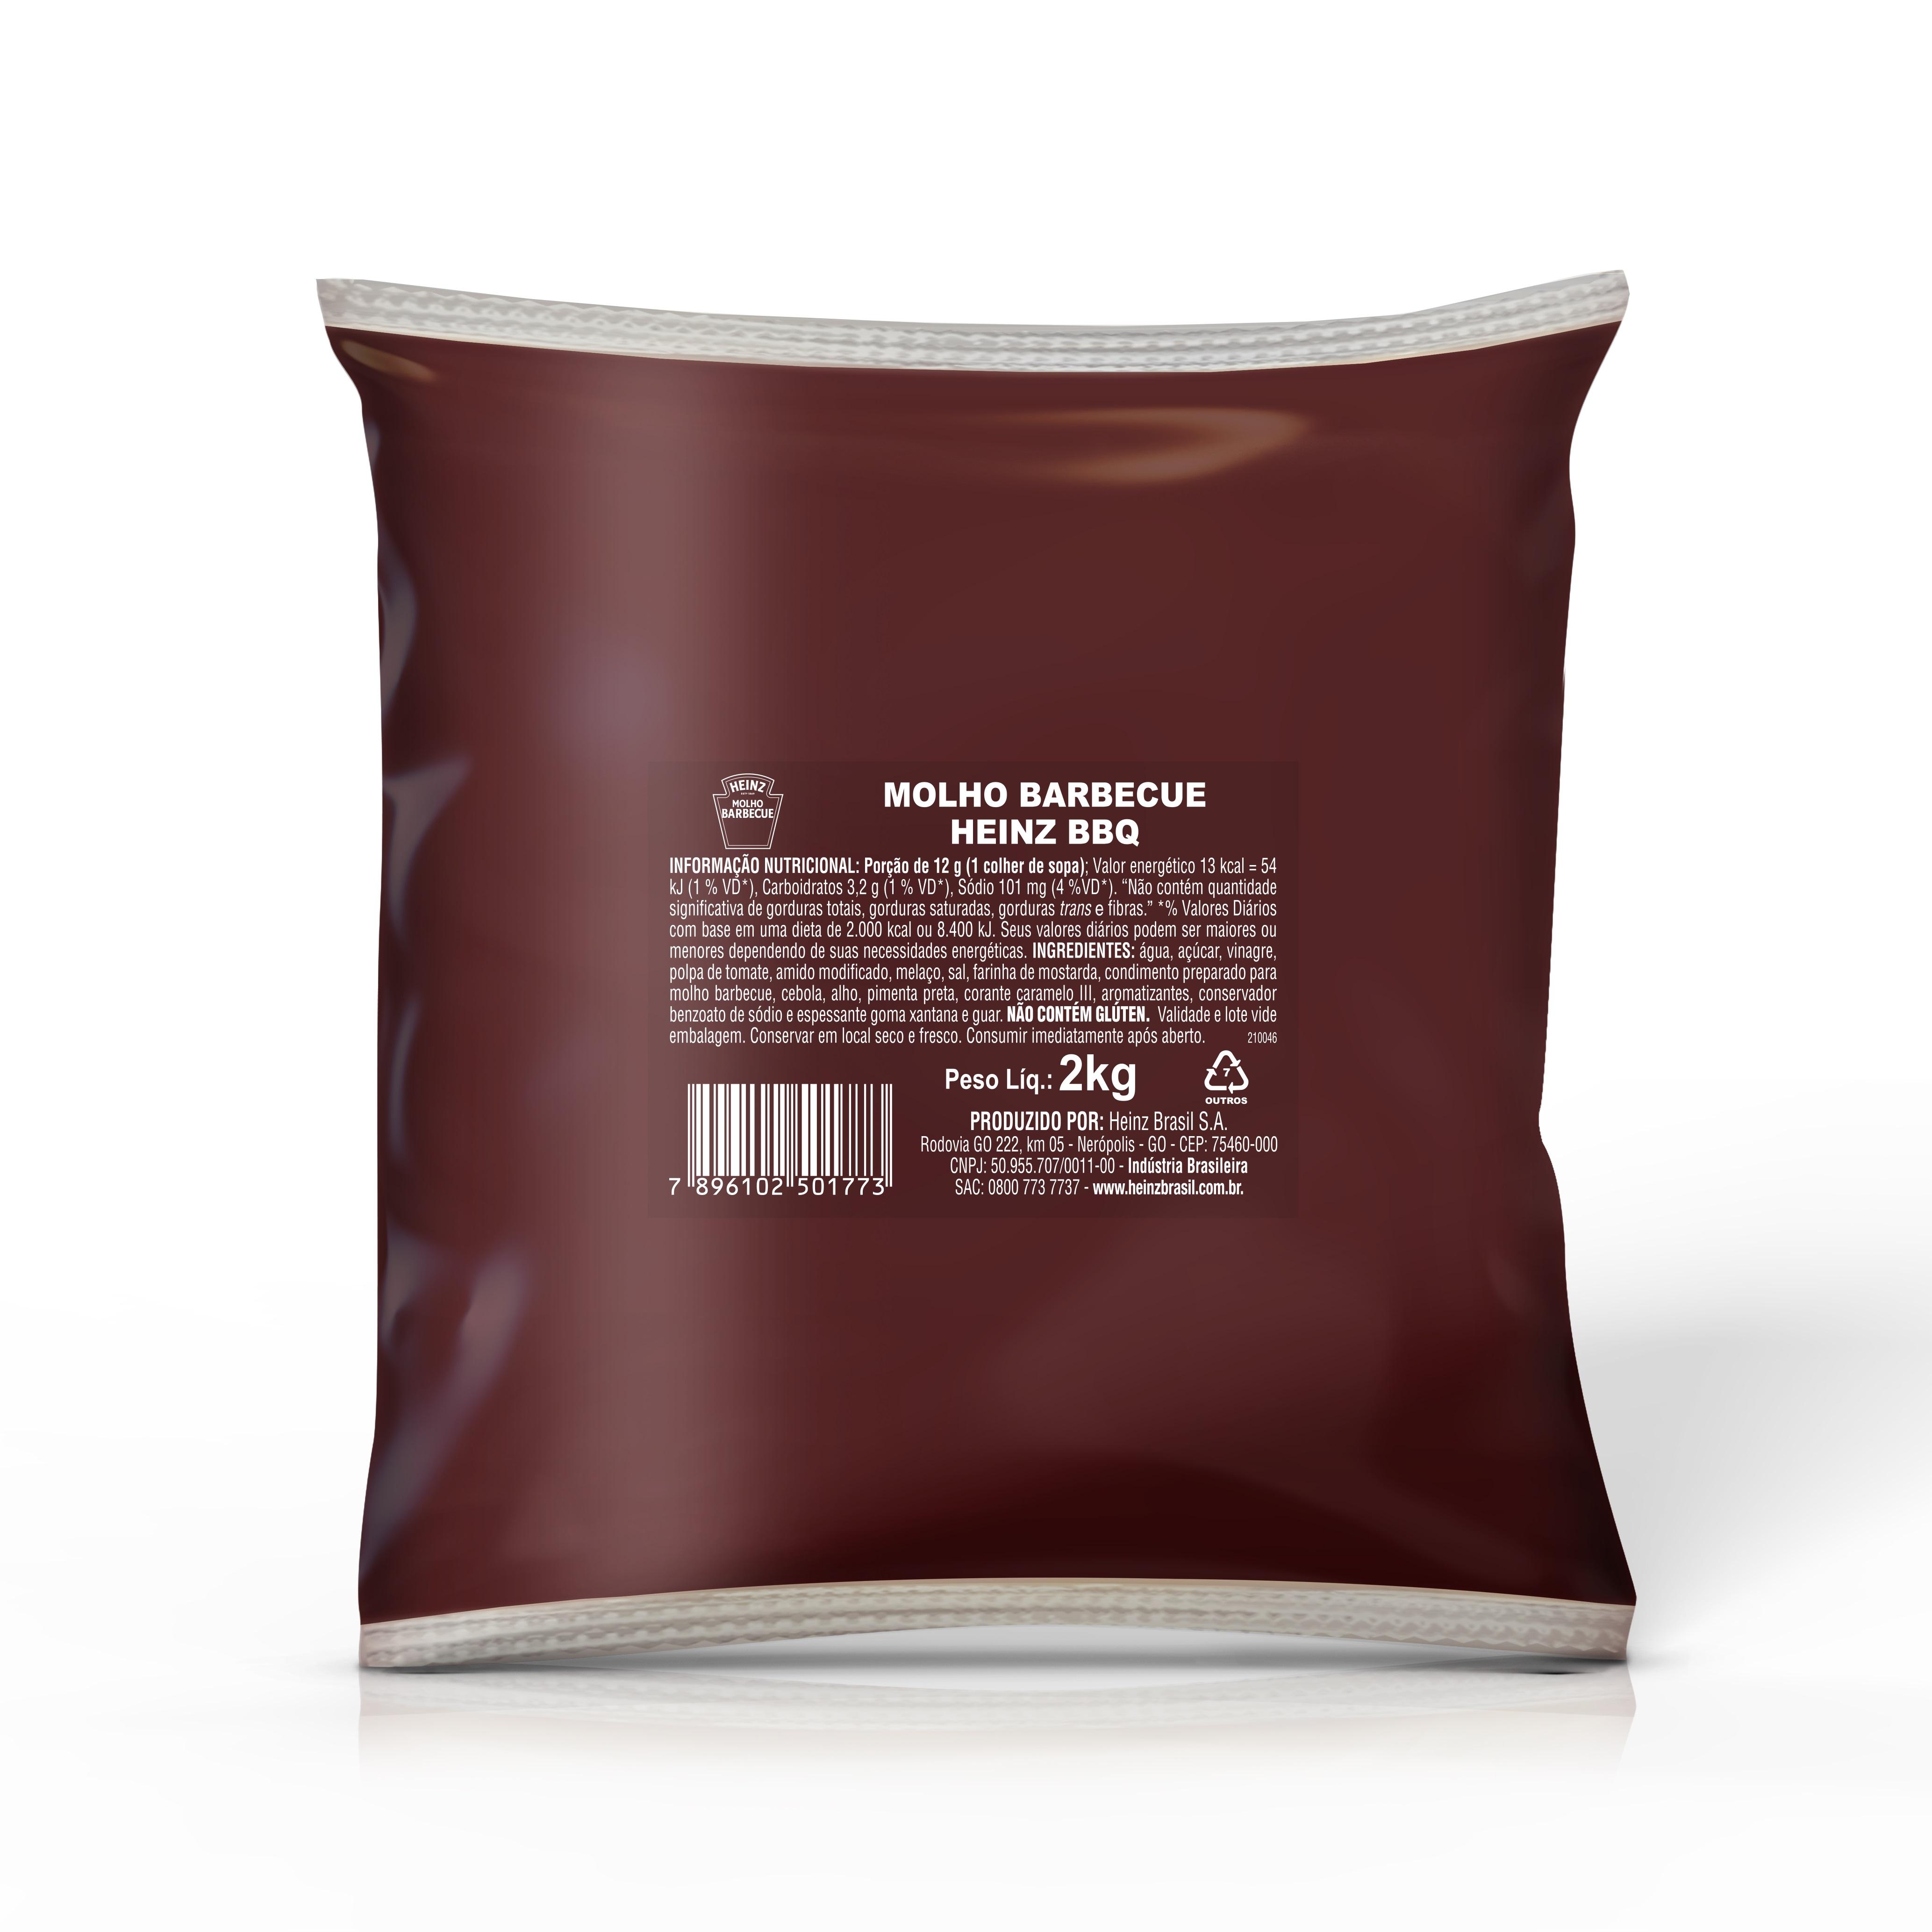 HEINZ
MOLHO
BARBECUE
MOLHO BARBECUE
HEINZ BBQ
INFORMAÇÃO NUTRICIONAL: Porção de 12 g (1 colher de sopa); Valor energético 13 kcal = 54
kJ (1 % VD*), Carboidratos 3,2 g (1 % VD*), Sódio 101 mg (4 %VD*). “Não contém quantidade
significativa de gorduras totais, gorduras saturadas, gorduras trans e fibras.” *% Valores Diários
com base em uma dieta de 2.000 kcal ou 8.400 kJ. Seus valores diários podem ser maiores ou
menores dependendo de suas necessidades energéticas. INGREDIENTES: água, açúcar, vinagre,
polpa de tomate, amido modificado, melaço, sal, farinha de mostarda, condimento preparado para
molho barbecue, cebola, alho, pimenta preta, corante caramelo III, aromatizantes, conservador
benzoato de sódio e espessante goma xantana e guar. NÃO CONTÉM GLÚTEN. Validade e lote vide
embalagem. Conservar em local seco e fresco. Consumir imediatamente após aberto. 210046
Peso Líq.: 2kg
7
OUTROS
PRODUZIDO POR: Heinz Brasil S.A.
Rodovia GO 222, km 05 - Nerópolis - GO - CEP: 75460-000
CNPJ: 50.955.707/0011-00 - Indústria Brasileira
SAC: 0800 773 7737 - www.heinzbrasil.com.br.
7 896102 501773